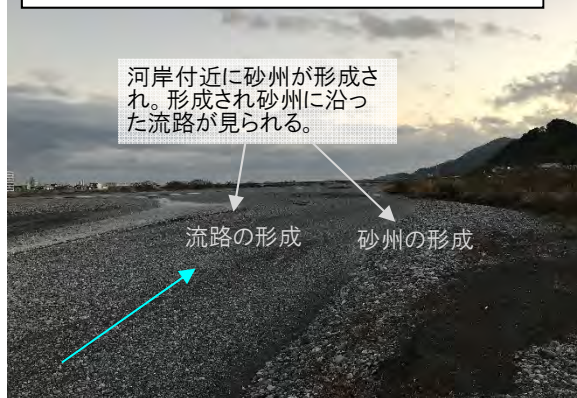 河岸付近に砂州が形成さ
れ。形成され砂州に沿っ
た流路が見られる。
流路の形成
砂州の形成